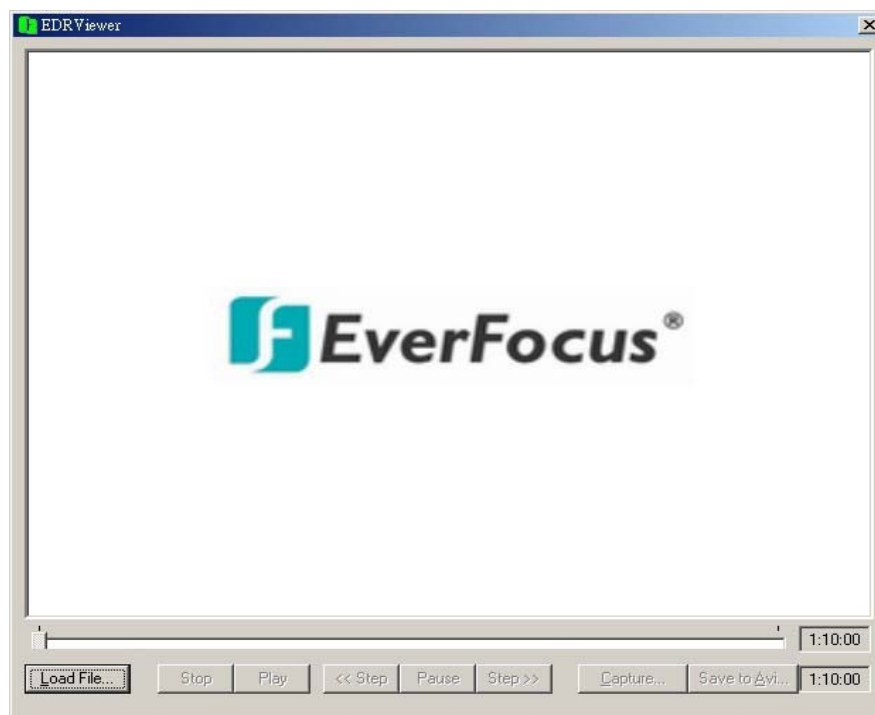 EDRViewer
EverFocus®
1:10:00
Load File... Stop Play << Step Pause Step >> Capture... Save to Avi... 1:10:00